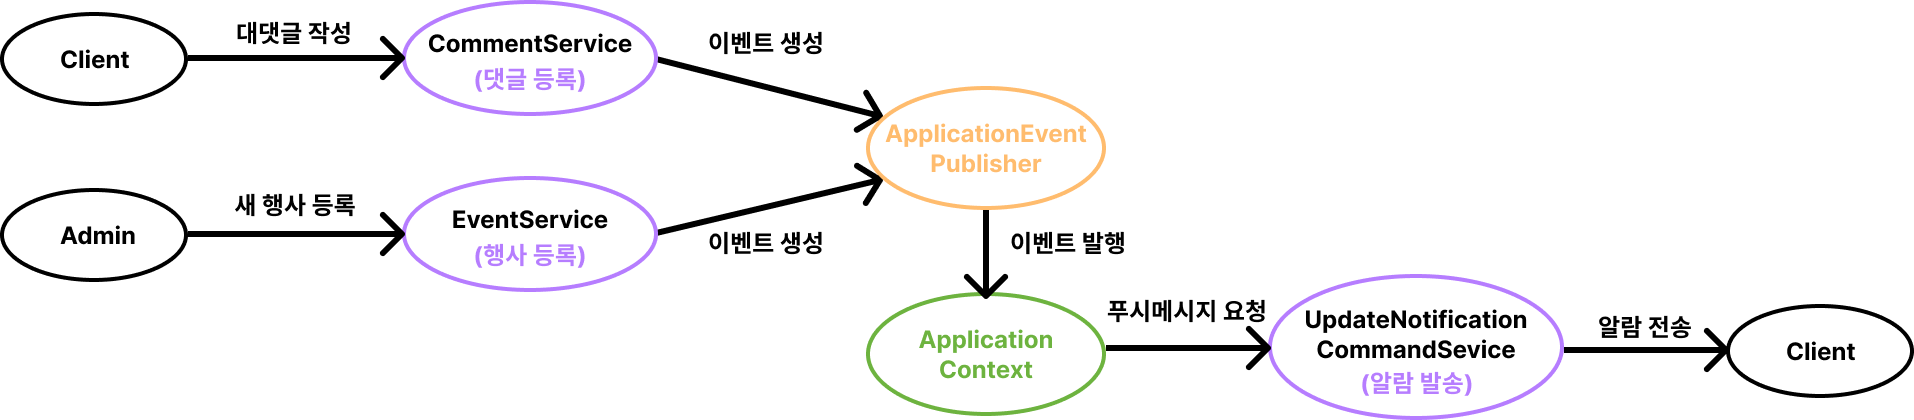 Client
대댓글 작성
CommentService
(댓글 등록)
이벤트 생성
ApplicationEvent
Publisher
Admin
새 행사 등록
EventService
(행사 등록)
이벤트 생성
이벤트 발행
Application
Context
푸시메시지 요청
UpdateNotification
CommandSevice
(알람 발송)
알람 전송
Client